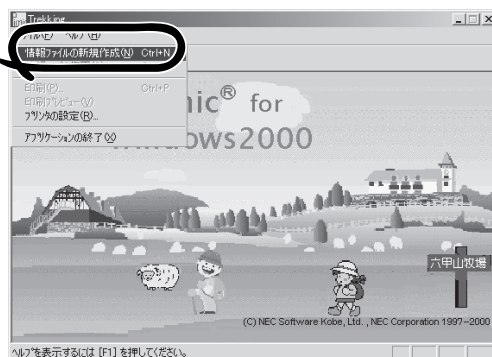 Trekking
ファイル(F) ヘルプ(H)
情報ファイルの新規作成(N) Ctrl+N
印刷(P)... Ctrl+P
印刷プレビュー(V)
プリンタの設定(R)...
アプリケーションの終了(X)
nic® for
ows2000
六甲山牧場
(C) NEC Software Kobe, Ltd. , NEC Corporation 1997-2000
ヘルプを表示するには [F1] を押してください。